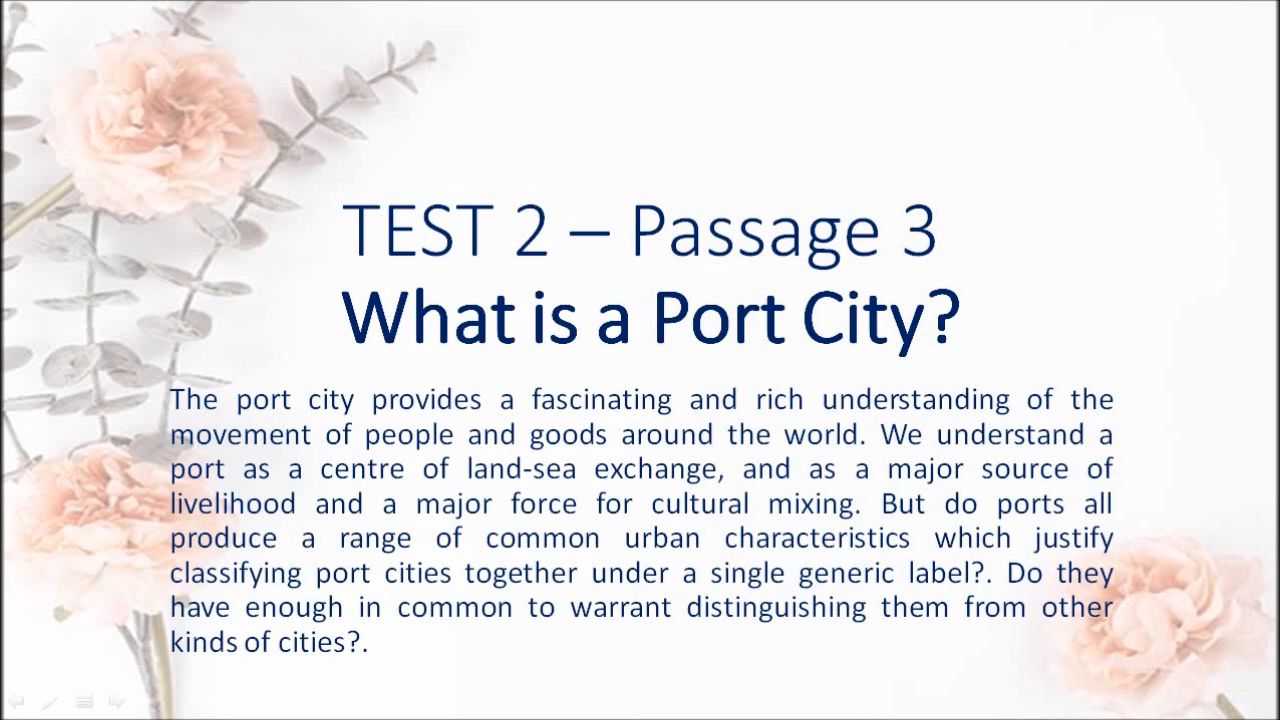 TEST 2 – Passage 3
What is a Port City?
The port city provides a fascinating and rich understanding of the
movement of people and goods around the world. We understand a
port as a centre of land-sea exchange, and as a major source of
livelihood and a major force for cultural mixing. But do ports all
produce a range of common urban characteristics which justify
classifying port cities together under a single generic label?. Do they
have enough in common to warrant distinguishing them from other
kinds of cities?.